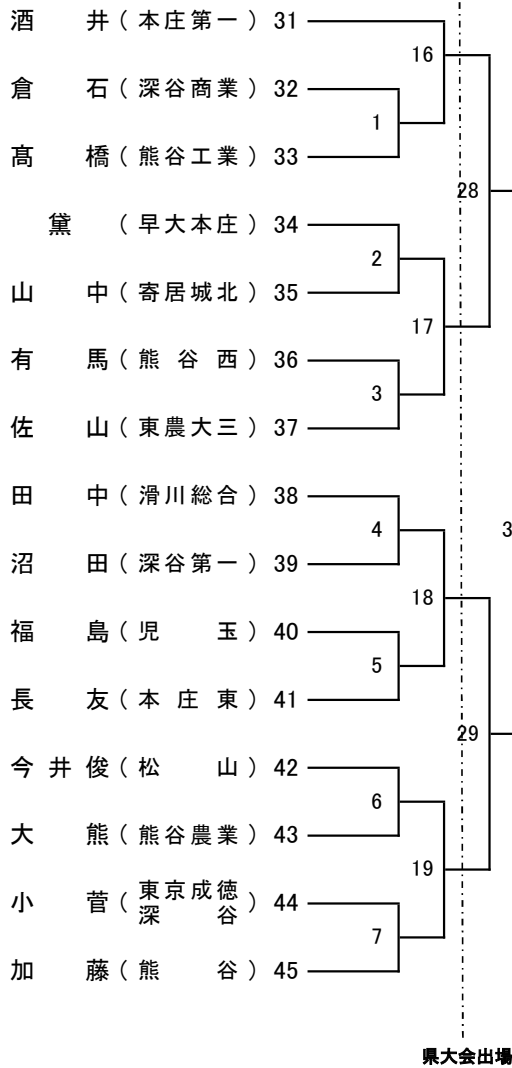 酒井(本庄第一) 31
16
倉石(深谷商業) 32
1
髙橋(熊谷工業) 33
28
黛(早大本庄) 34
2
山中(寄居城北) 35
17
有馬(熊谷西) 36
3
佐山(東農大三) 37
田中(滑川総合) 38
4
3
沼田(深谷第一) 39
18
福島(児玉) 40
5
長友(本庄東) 41
29
今井俊(松山) 42
6
大熊(熊谷農業) 43
19
小菅(東京成徳深谷) 44
7
加藤(熊谷) 45
県大会出場